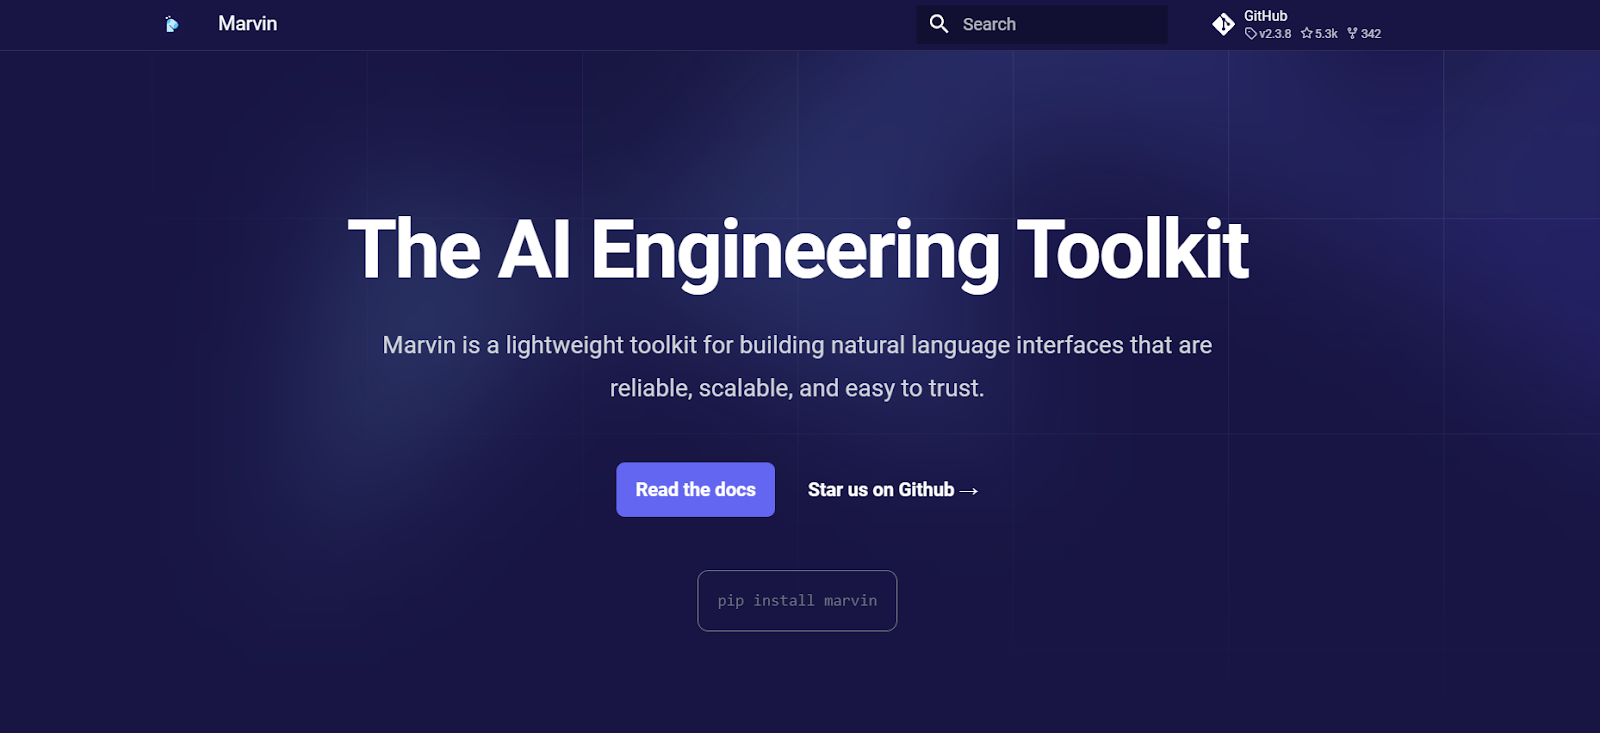 Marvin
Search
GitHub
v2.3.8 5.3k 342
The AI Engineering Toolkit
Marvin is a lightweight toolkit for building natural language interfaces that are
reliable, scalable, and easy to trust.
Read the docs
Star us on Github →
pip install marvin